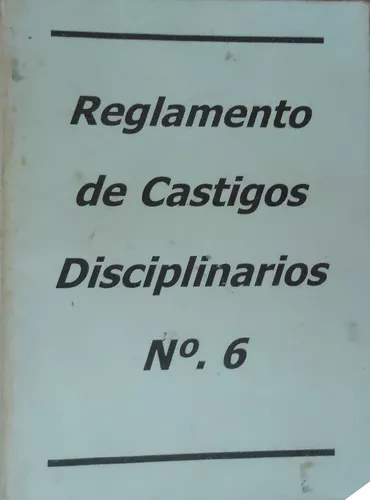 Reglamento
de Castigos
Disciplinarios
Nº. 6